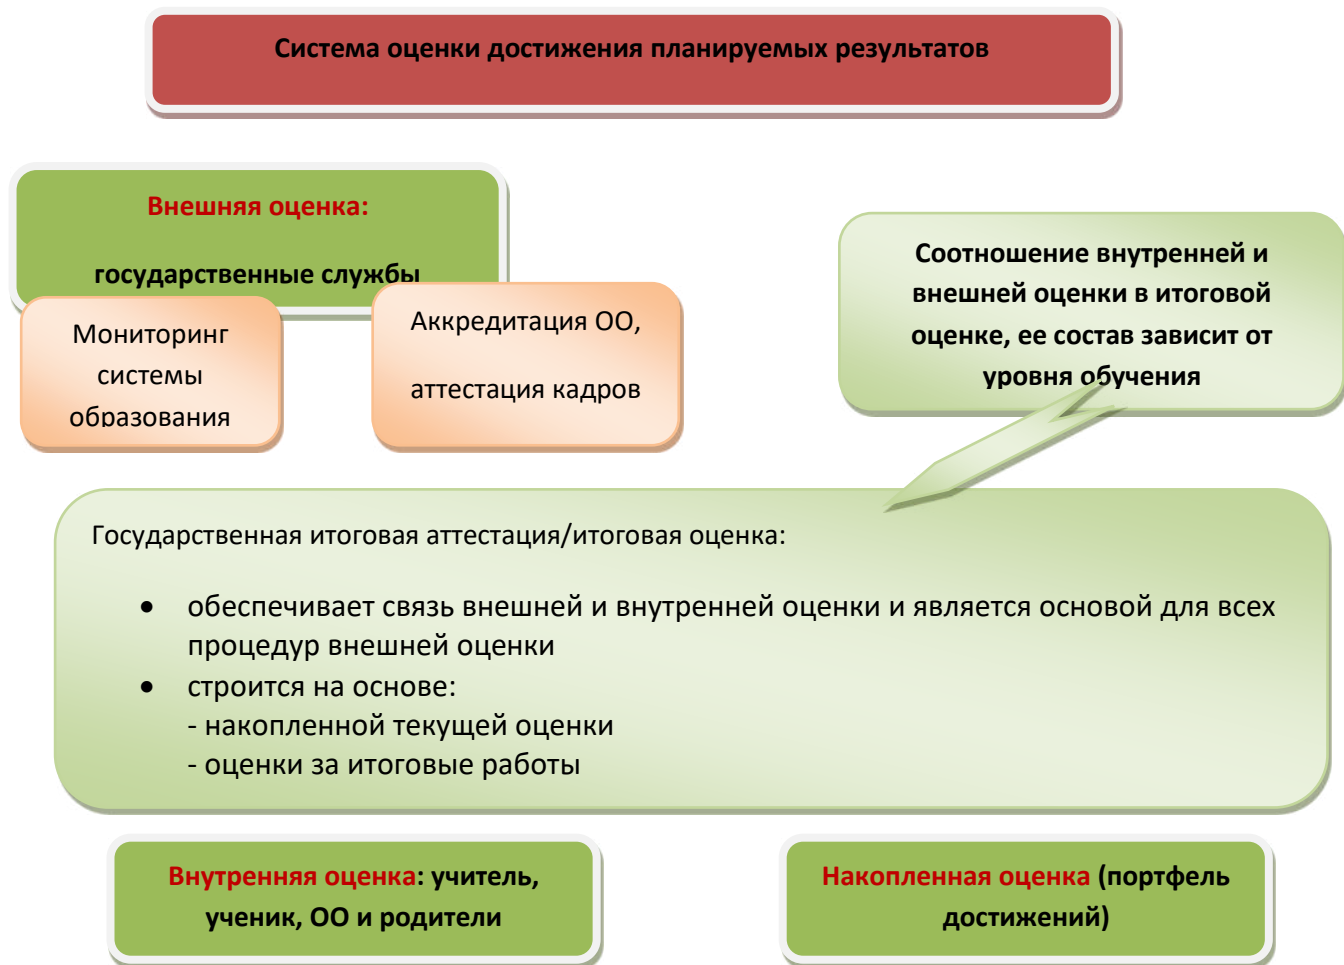 Система оценки достижения планируемых результатов
Внешняя оценка:
государственные службы
Мониторинг
системы
образования
Аккредитация ОО,
аттестация кадров
Соотношение внутренней и
внешней оценки в итоговой
оценке, ее состав зависит от
уровня обучения
Государственная итоговая аттестация/итоговая оценка:
• обеспечивает связь внешней и внутренней оценки и является основой для всех
процедур внешней оценки
• строится на основе:
- накопленной текущей оценки
- оценки за итоговые работы
Внутренняя оценка: учитель,
ученик, ОО и родители
Накопленная оценка (портфель
достижений)